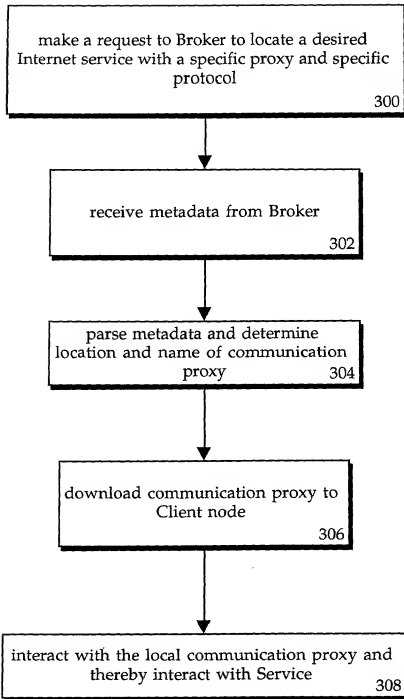 make a request to Broker to locate a desired
Internet service with a specific proxy and specific
protocol
300
receive metadata from Broker
302
parse metadata and determine
location and name of communication
proxy
304
download communication proxy to
Client node
306
interact with the local communication proxy and
thereby interact with Service
308